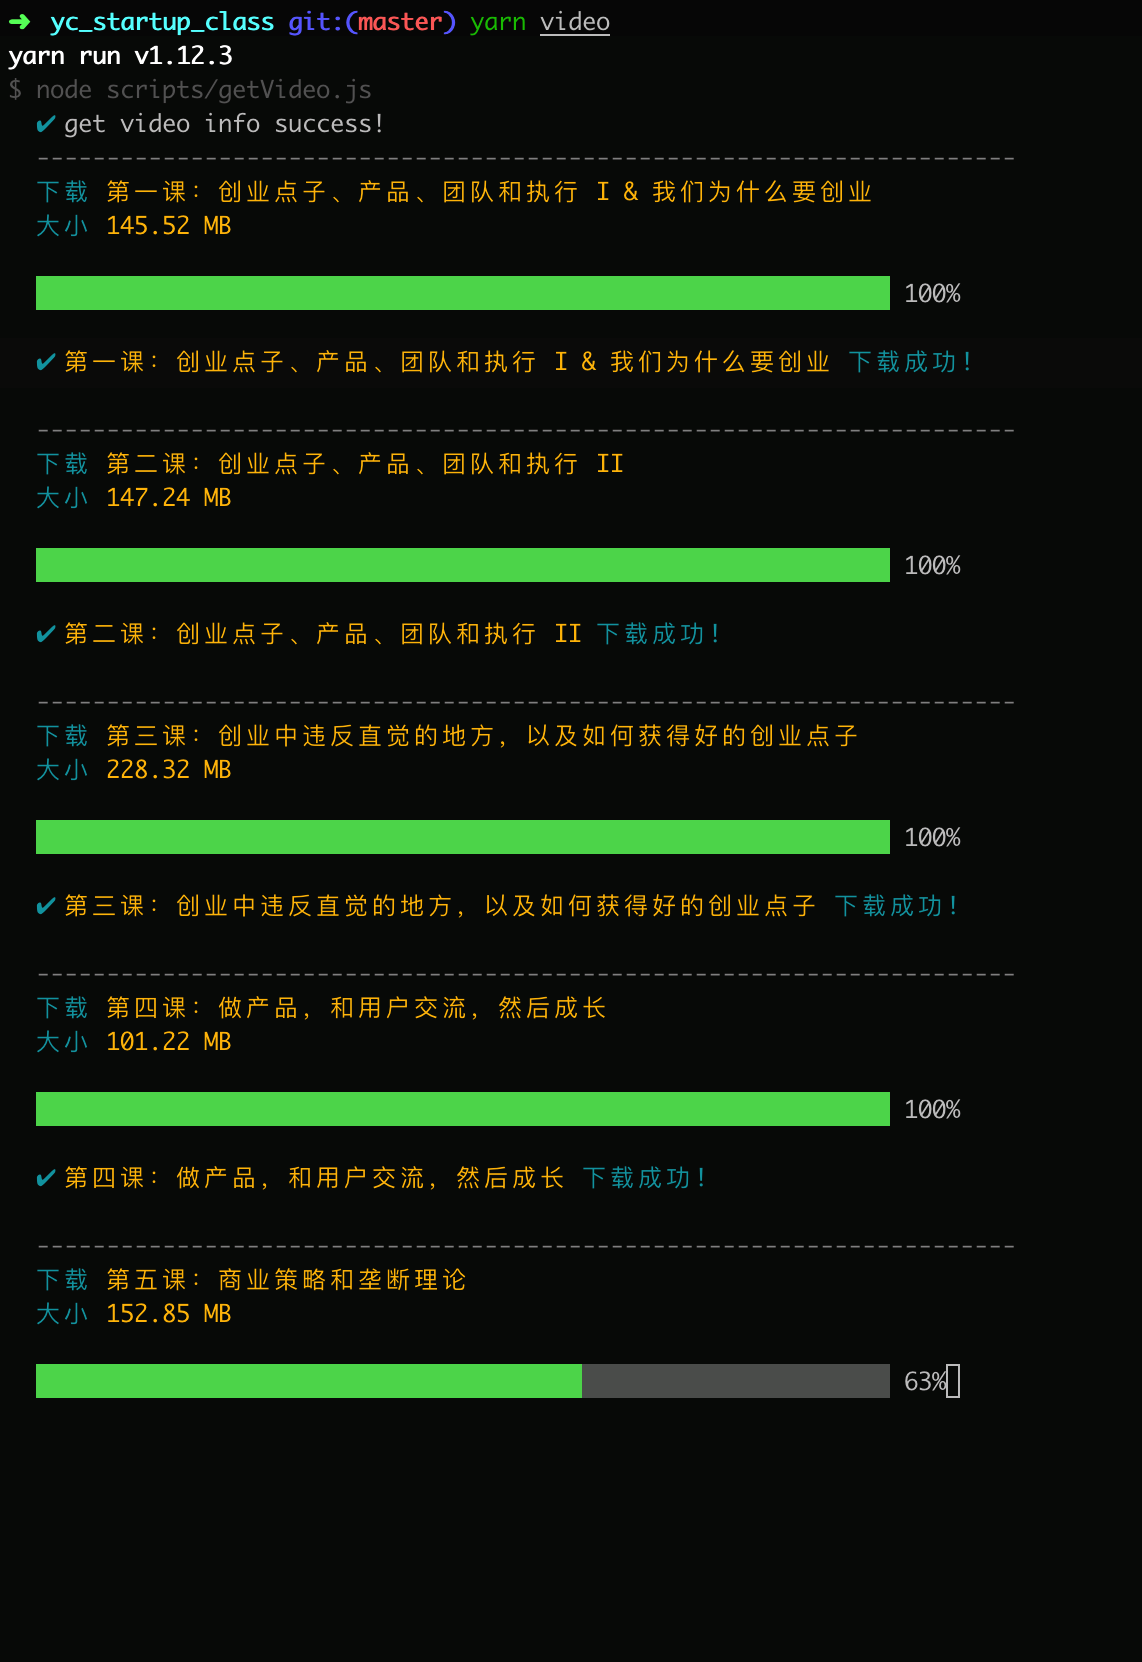 ➜ yc_startup_class git:(master) yarn video
yarn run v1.12.3
$ node scripts/getVideo.js
✔ get video info success!
----------------------------------------------------------------------
下载 第一课：创业点子、产品、团队和执行 I & 我们为什么要创业
大小 145.52 MB
100%
✔ 第一课：创业点子、产品、团队和执行 I & 我们为什么要创业 下载成功！
----------------------------------------------------------------------
下载 第二课：创业点子、产品、团队和执行 II
大小 147.24 MB
100%
✔ 第二课：创业点子、产品、团队和执行 II 下载成功！
----------------------------------------------------------------------
下载 第三课：创业中违反直觉的地方，以及如何获得好的创业点子
大小 228.32 MB
100%
✔ 第三课：创业中违反直觉的地方，以及如何获得好的创业点子 下载成功！
----------------------------------------------------------------------
下载 第四课：做产品，和用户交流，然后成长
大小 101.22 MB
100%
✔ 第四课：做产品，和用户交流，然后成长 下载成功！
----------------------------------------------------------------------
下载 第五课：商业策略和垄断理论
大小 152.85 MB
63%